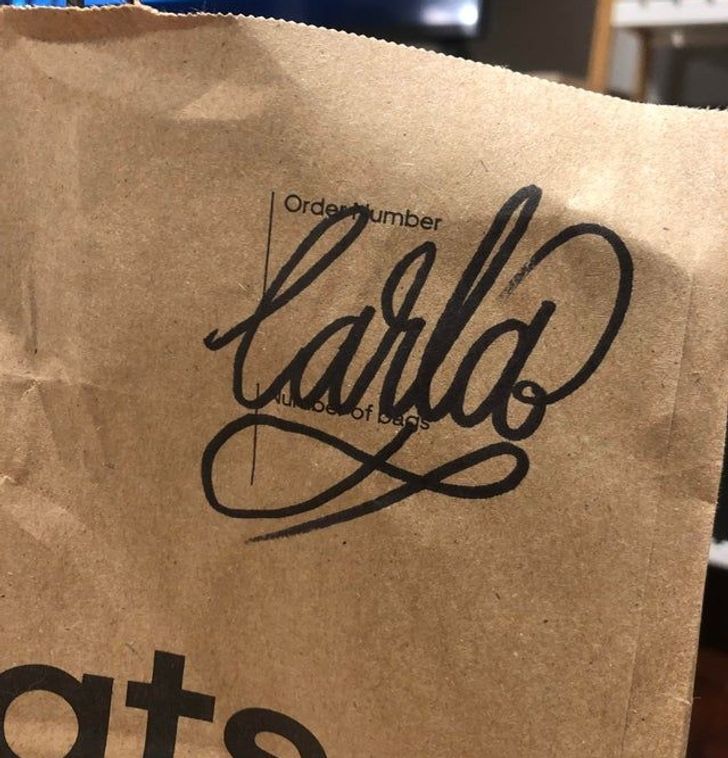 Order Number
Carla
Number of bags
ats